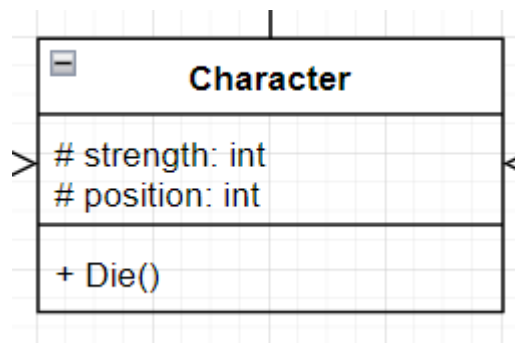 Character
# strength: int
# position: int
+ Die()